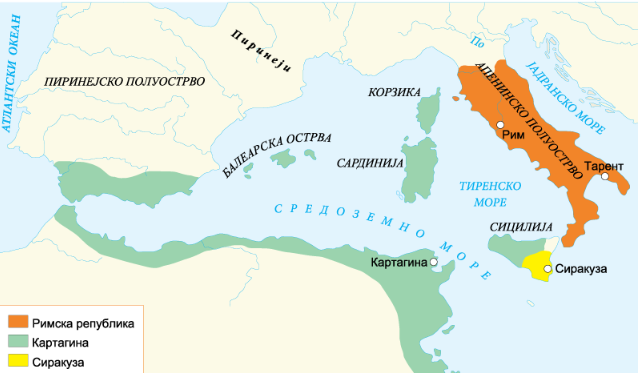 АТЛАНТСКИ ОКЕАН
Пиринеји
По
ЈАДРАНСКО МОРЕ
ПИРИНЕЈСКО ПОЛУОСТРВО
КОРЗИКА
АПЕНИНСКО ПОЛУОСТРВО
Рим
БАЛЕАРСКА ОСТРВА
САРДИНИЈА
Тарент
ТИРЕНСКО
МОРЕ
СРЕДОЗЕМНО МОРЕ
СИЦИЛИЈА
Картагина
Сиракуза
Римска република
Картагина
Сиракуза